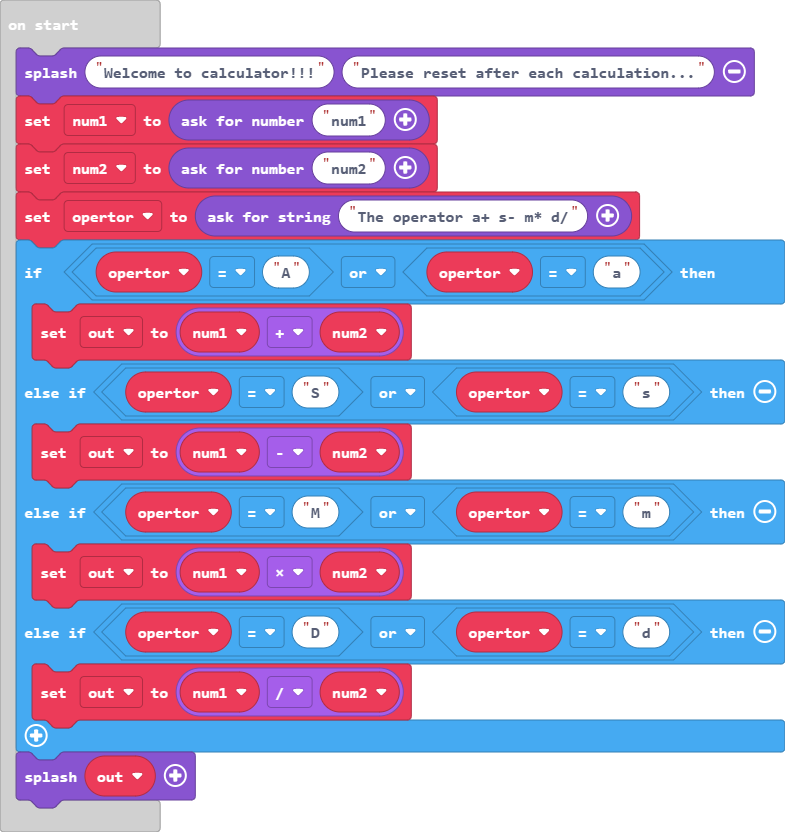 on start
splash "Welcome to calculator!!!" "Please reset after each calculation..."
set num1 to ask for number "num1"
set num2 to ask for number "num2"
set opertor to ask for string "The operator a+ s- m* d/"
if opertor = "A" or opertor = "a" then
set out to num1 + num2
else if opertor = "S" or opertor = "s" then
set out to num1 - num2
else if opertor = "M" or opertor = "m" then
set out to num1 × num2
else if opertor = "D" or opertor = "d" then
set out to num1 / num2
splash out